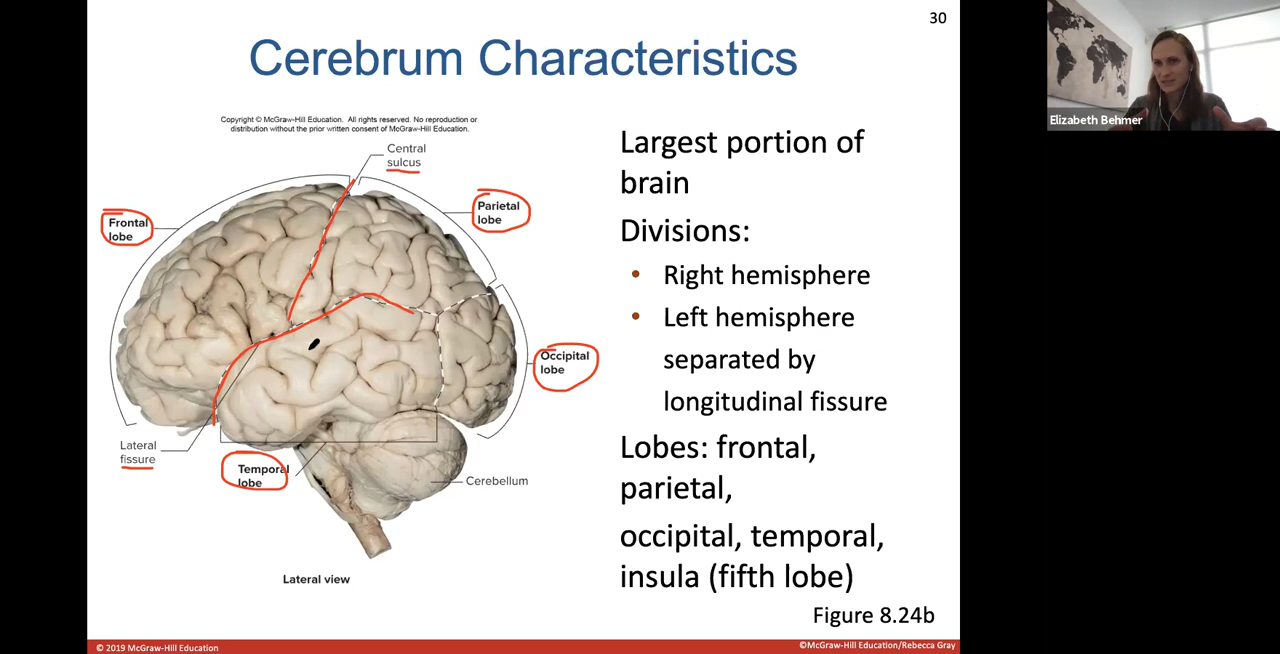 30
Elizabeth Behmer
Cerebrum Characteristics
Copyright © McGraw-Hill Education. All rights reserved. No reproduction or
distribution without the prior written consent of McGraw-Hill Education.
Central
sulcus
Frontal
lobe
Parietal
lobe
Occipital
lobe
Lateral
fissure
Temporal
lobe
Cerebellum
Lateral view
Largest portion of
brain
Divisions:
• Right hemisphere
• Left hemisphere
separated by
longitudinal fissure
Lobes: frontal,
parietal,
occipital, temporal,
insula (fifth lobe)
Figure 8.24b
© 2019 McGraw-Hill Education
©McGraw-Hill Education/Rebecca Gray